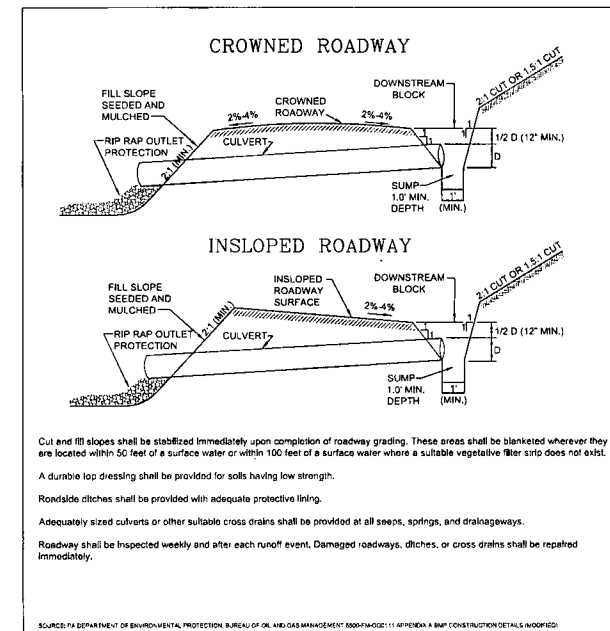 CROWNED ROADWAY
FILL SLOPE
SEEDED AND
MULCHED
RIP RAP OUTLET
PROTECTION
2:1 (MIN.)
2%-4%
CROWNED
ROADWAY
2%-4%
CULVERT
DOWNSTREAM
BLOCK
2:1 CUT OR 1.5:1 CUT
1
1
1
1/2 D (12" MIN.)
D
SUMP
1.0' MIN.
DEPTH
1'
(MIN.)
INSLOPED ROADWAY
FILL SLOPE
SEEDED AND
MULCHED
RIP RAP OUTLET
PROTECTION
2:1 (MIN.)
INSLOPED
ROADWAY
SURFACE
2%-4%
CULVERT
DOWNSTREAM
BLOCK
2:1 CUT OR 1.5:1 CUT
1
1
1
1/2 D (12" MIN.)
D
SUMP
1.0' MIN.
DEPTH
1'
(MIN.)
Cut and fill slopes shall be stabilized immediately upon completion of roadway grading. These areas shall be blanketed wherever they
are located within 50 feet of a surface water or within 100 feet of a surface water where a suitable vegetative filter strip does not exist.
A durable top dressing shall be provided for soils having low strength.
Roadside ditches shall be provided with adequate protective lining.
Adequately sized culverts or other suitable cross drains shall be provided at all seeps, springs, and drainageways.
Roadway shall be inspected weekly and after each runoff event. Damaged roadways, ditches, or cross drains shall be repaired
immediately.
SOURCE: PA DEPARTMENT OF ENVIRONMENTAL PROTECTION, BUREAU OF OIL AND GAS MANAGEMENT APPENDIX A BMP CONSTRUCTION DETAILS (MODIFIED)